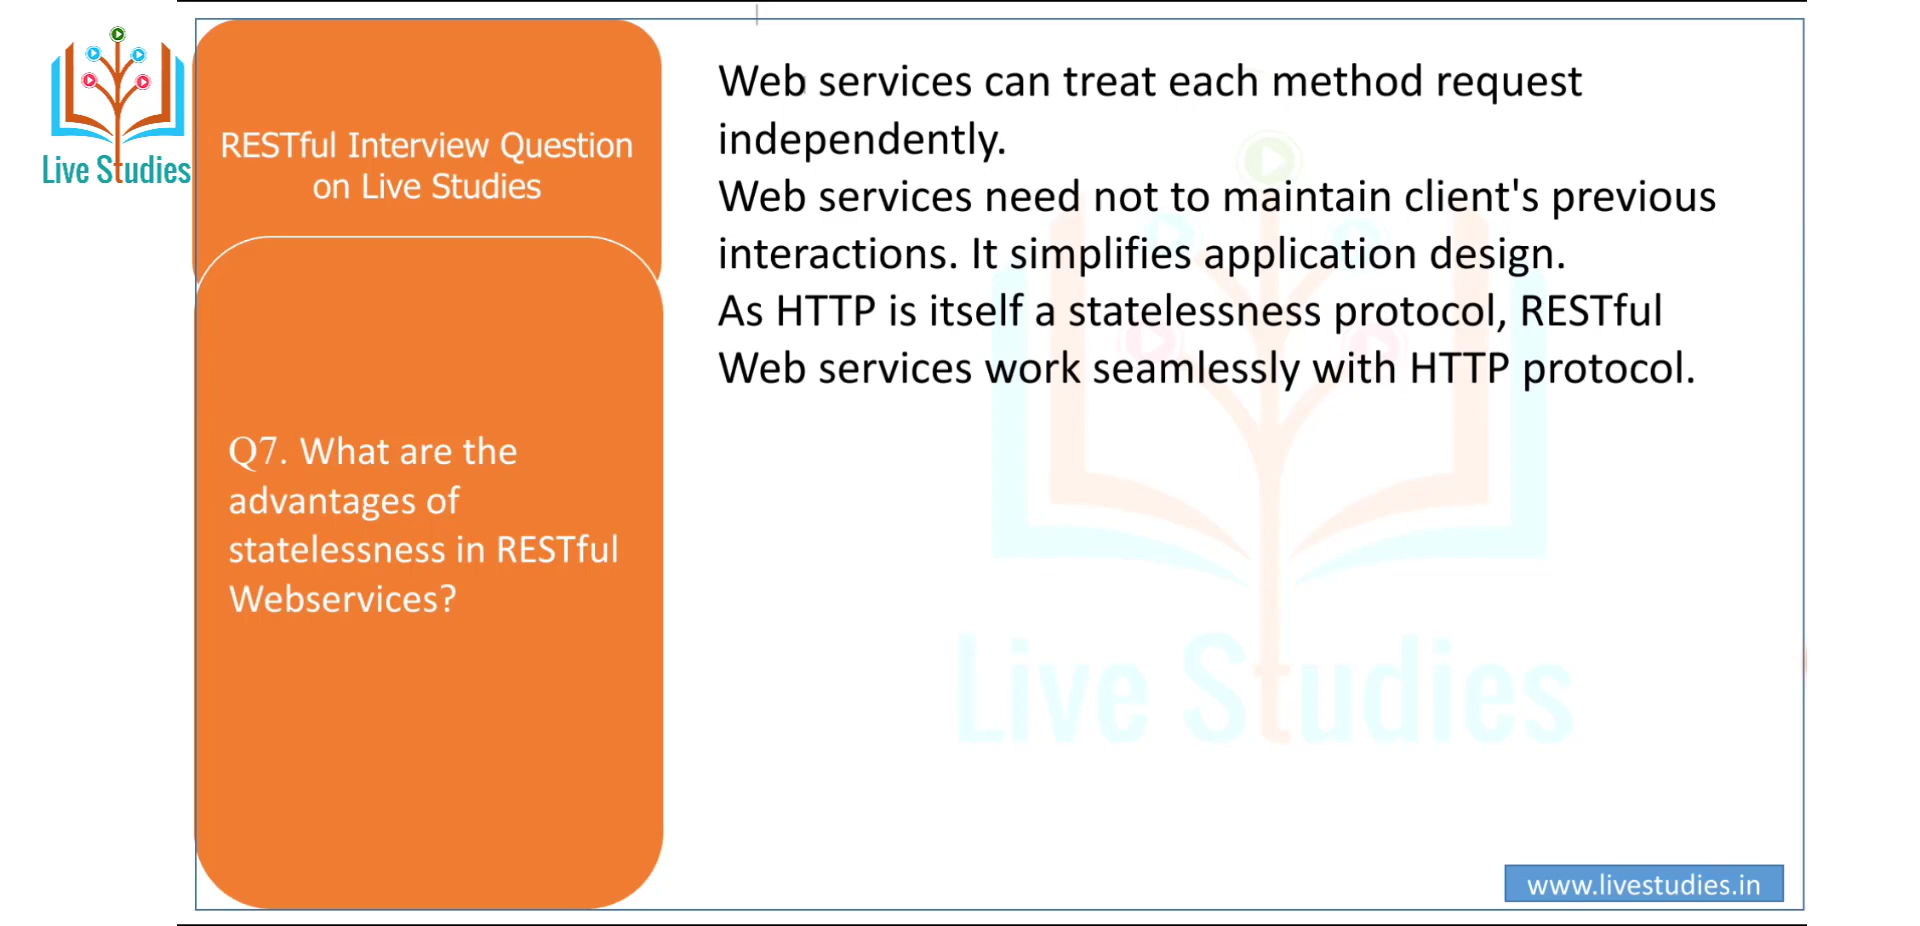 Live Studies
RESTful Interview Question
on Live Studies
Q7. What are the
advantages of
statelessness in RESTful
Webservices?
Web services can treat each method request
independently.
Web services need not to maintain client's previous
interactions. It simplifies application design.
As HTTP is itself a statelessness protocol, RESTful
Web services work seamlessly with HTTP protocol.
Live Studies
www.livestudies.in